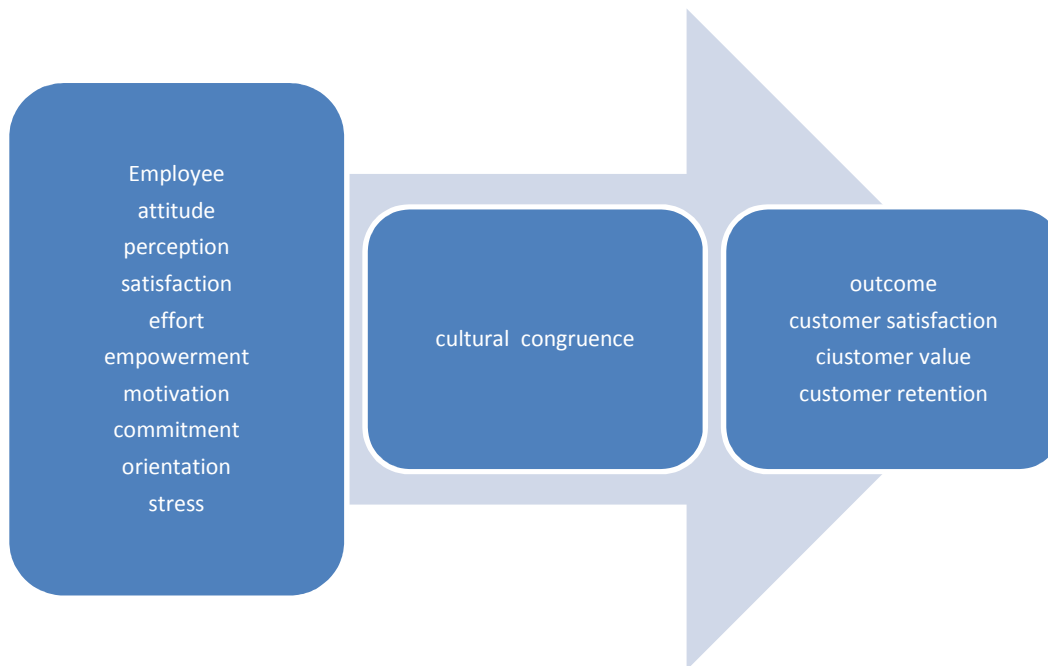 Employee
attitude
perception
satisfaction
effort
empowerment
motivation
commitment
orientation
stress
cultural  congruence
outcome
customer satisfaction
ciustomer value
customer retention